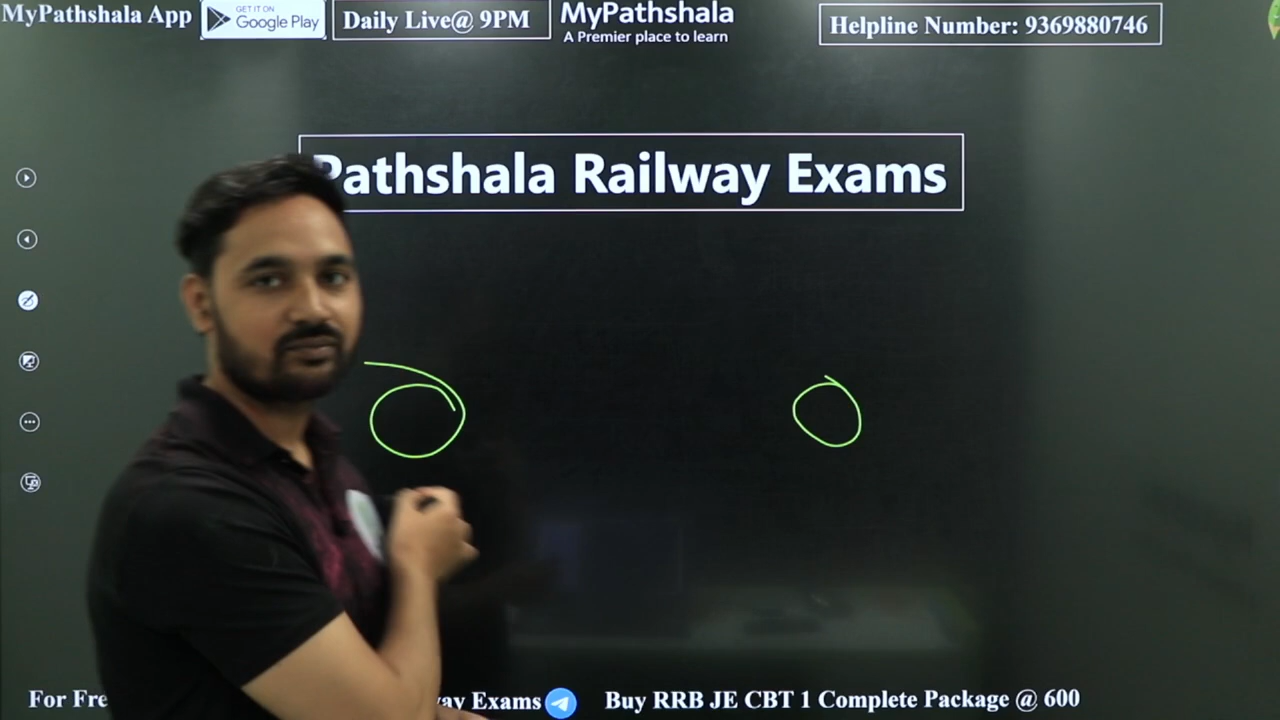 MyPathshala App
GET IT ON
Google Play
Daily Live@ 9PM
MyPathshala
A Premier place to learn
Helpline Number: 9369880746
Pathshala Railway Exams
For Fre
way Exams
Buy RRB JE CBT 1 Complete Package @ 600